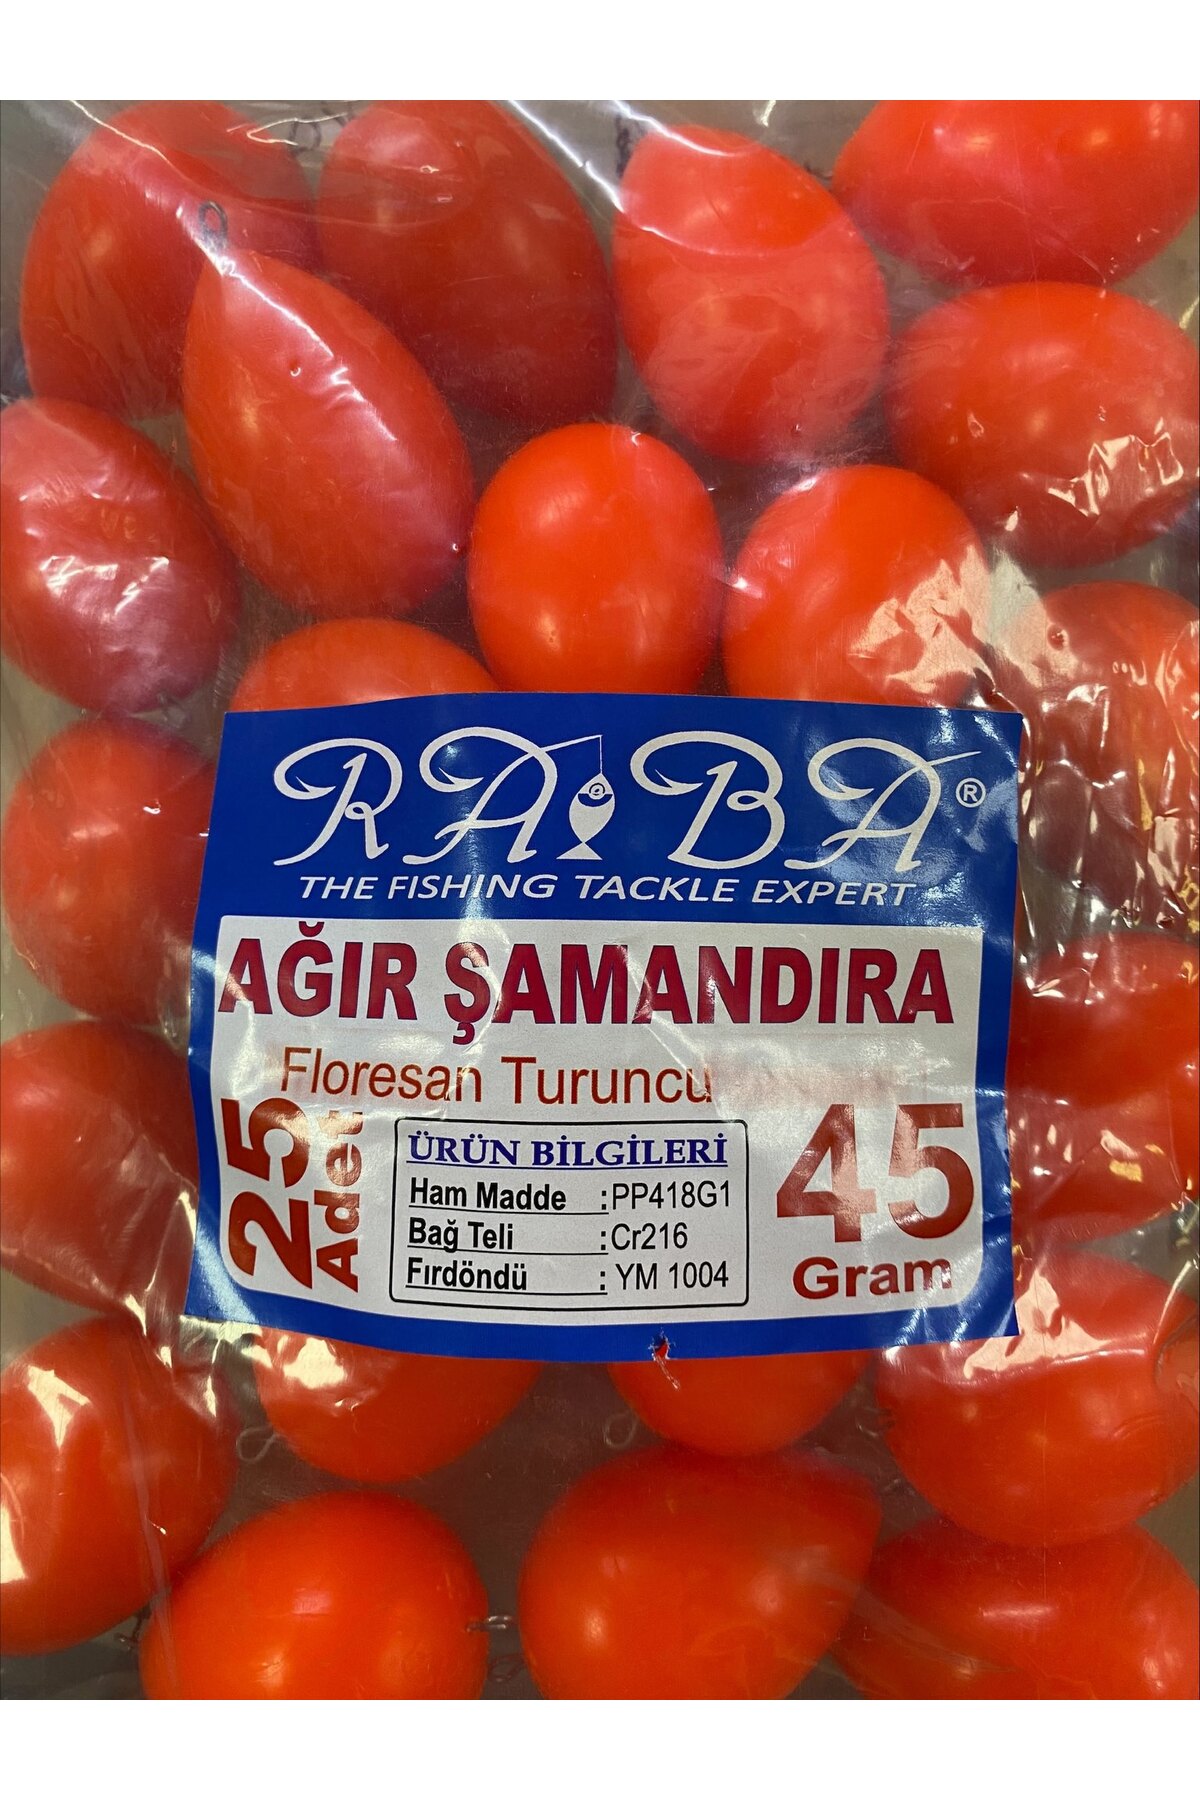 RABA®
THE FISHING TACKLE EXPERT
AĞIR ŞAMANDIRA
Floresan Turuncu
25
Adet
ÜRÜN BİLGİLERİ
Ham Madde :PP418G1
Bağ Teli :Cr216
Fırdöndü : YM 1004
45
Gram